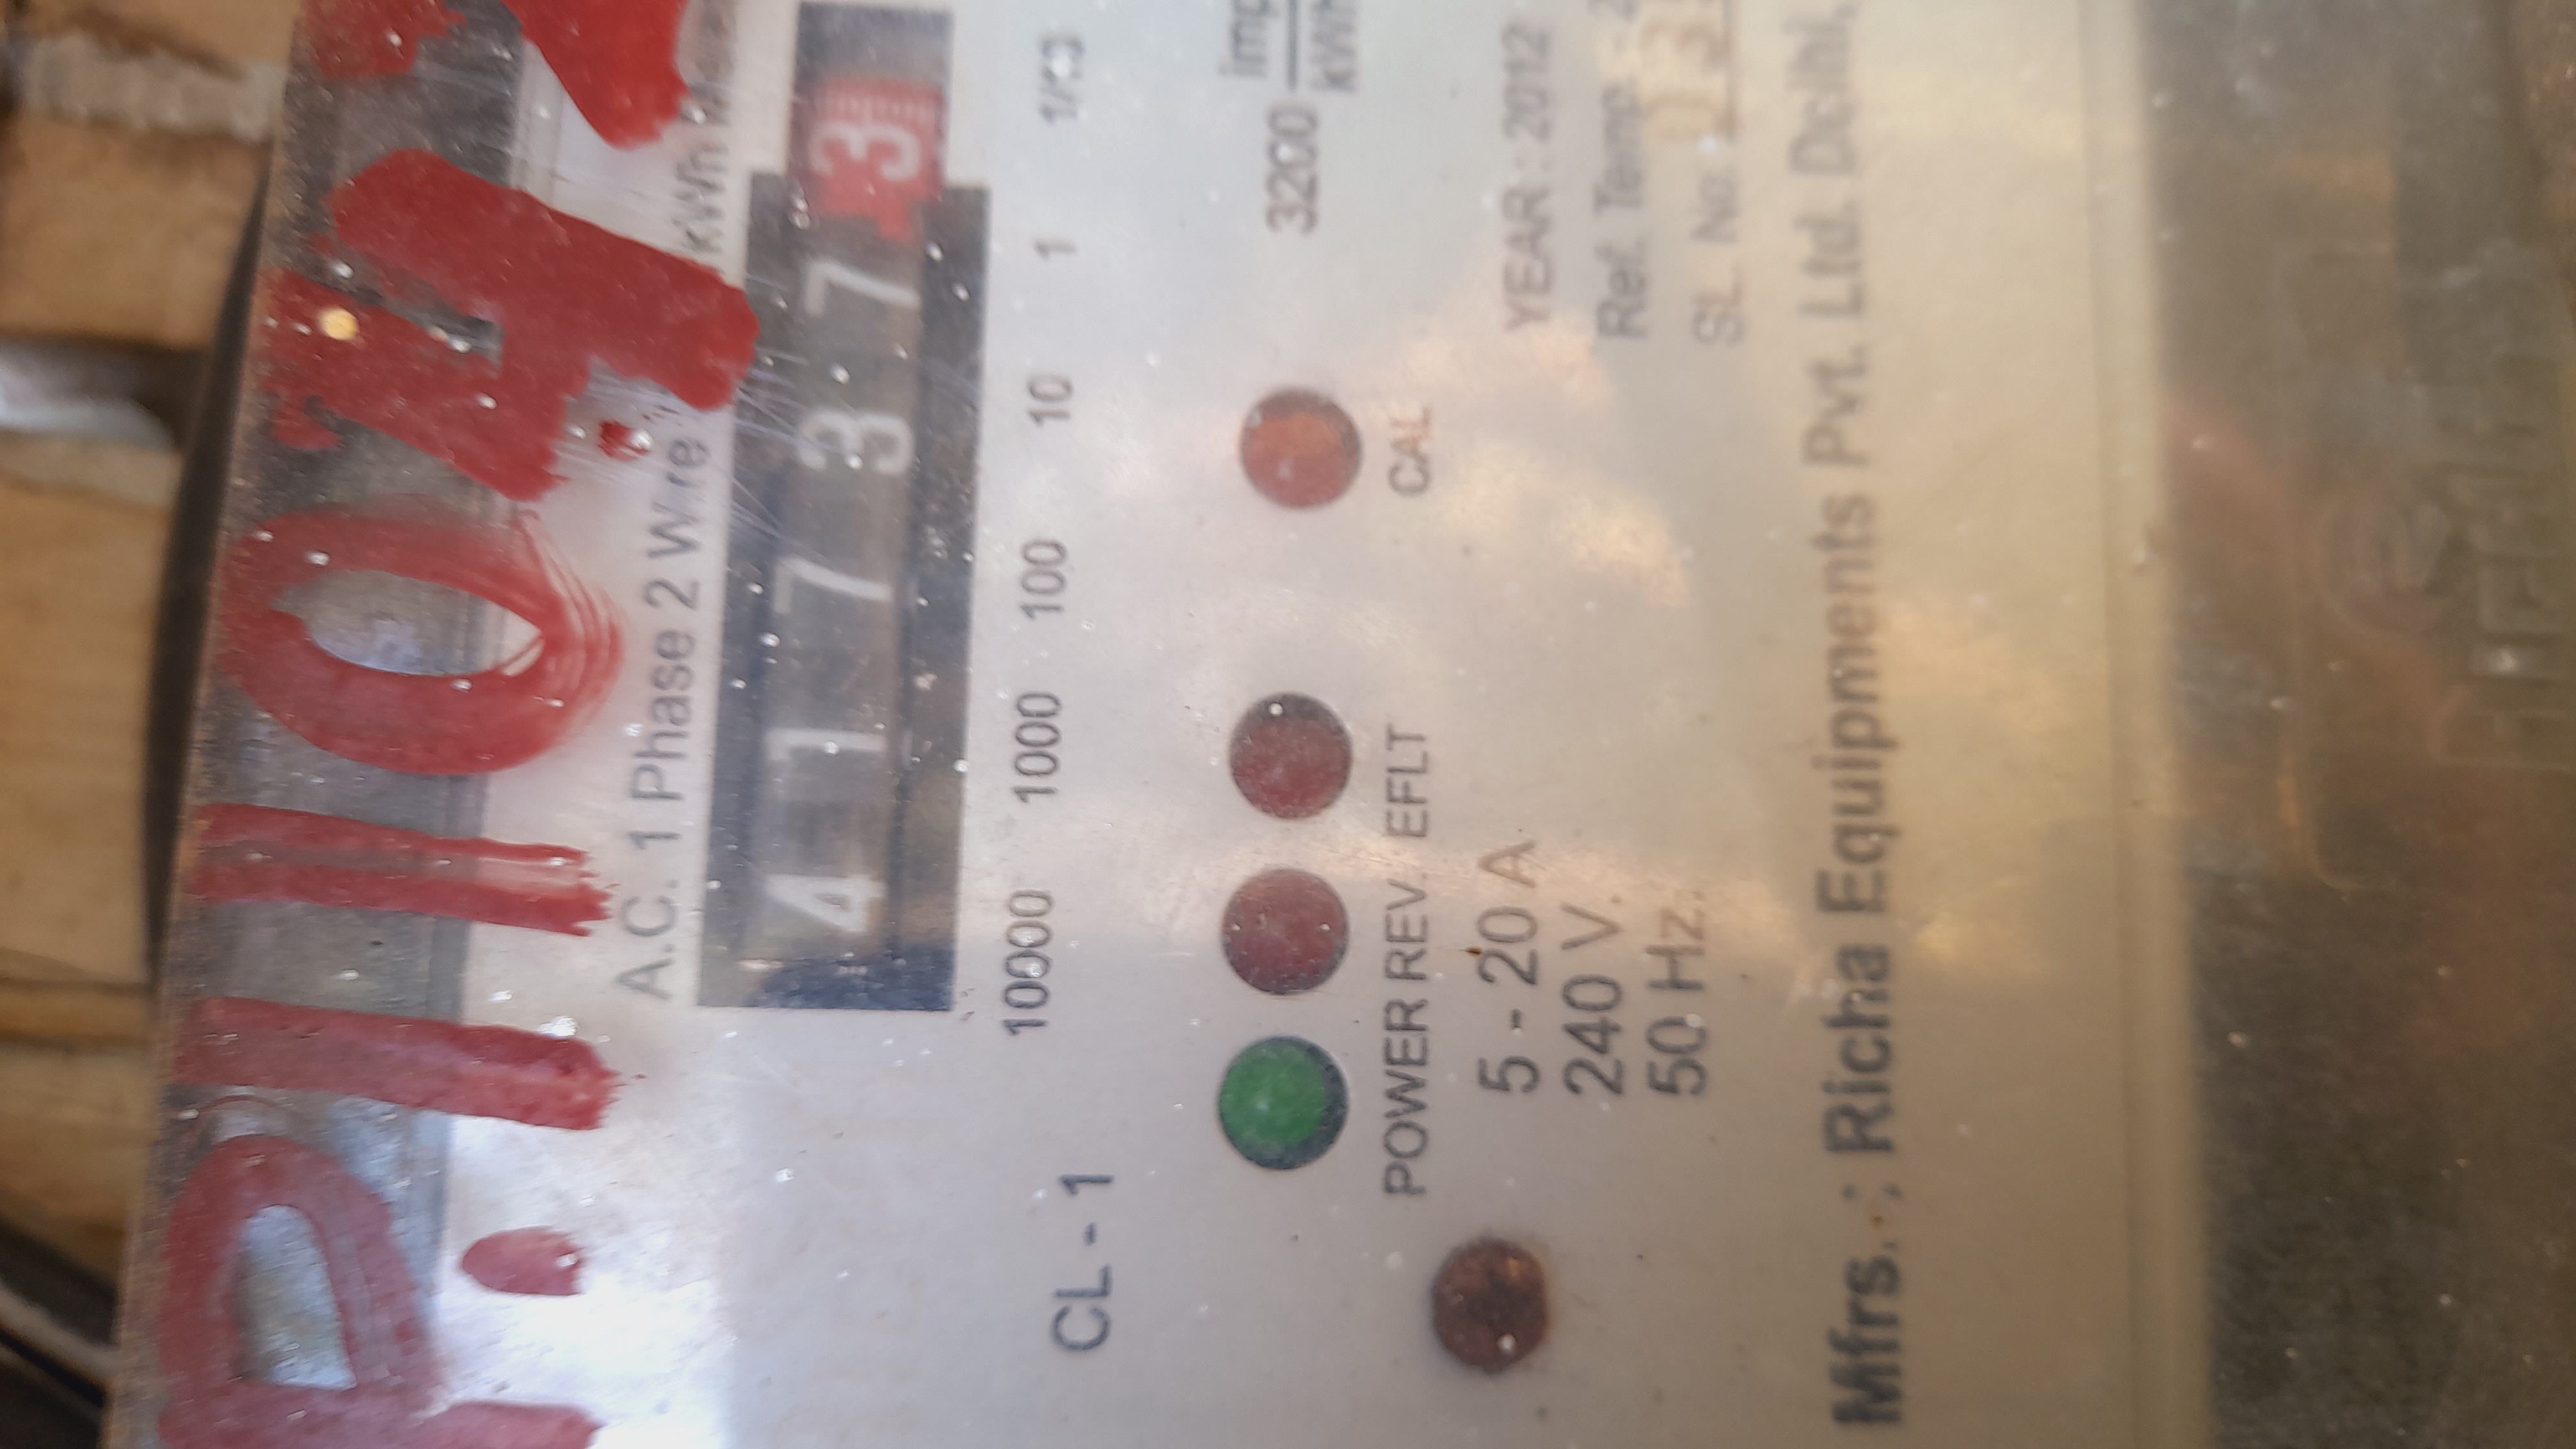 P.110H
A.C. 1 Phase 2 Wire kWh
4 1 7 3 7 3
10000 1000 100 10 1 1/10
CL - 1
3200 imp
kWh
POWER REV. EFLT CAL
5 - 20 A
240 V.
50 Hz.
YEAR : 2012
Ref. Temp
SL. No.
Mfrs. : Richa Equipments Pvt. Ltd. Delhi,